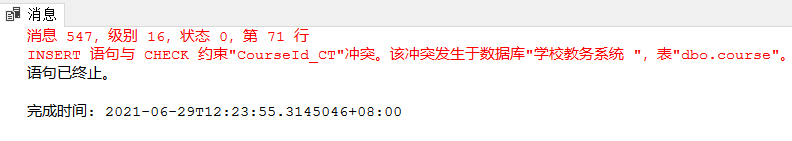 消息
消息 547，级别 16，状态 0，第 71 行
INSERT 语句与 CHECK 约束"CourseId_CT"冲突。该冲突发生于数据库"学校教务系统 "，表"dbo.course"。
语句已终止。
完成时间: 2021-06-29T12:23:55.3145046+08:00